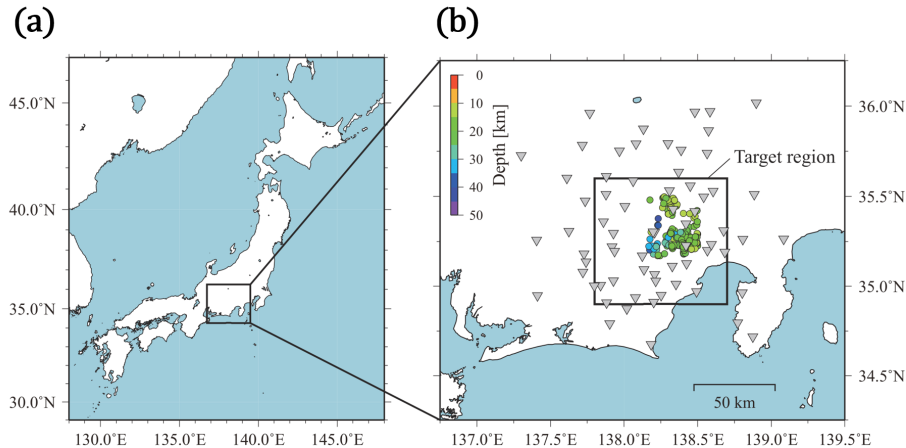 (a)
(b)
45.0°N
40.0°N
35.0°N
30.0°N
130.0°E
135.0°E
140.0°E
145.0°E
0
10
20
30
40
50
Depth [km]
Target region
36.0°N
35.5°N
35.0°N
34.5°N
50 km
137.0°E
137.5°E
138.0°E
138.5°E
139.0°E
139.5°E